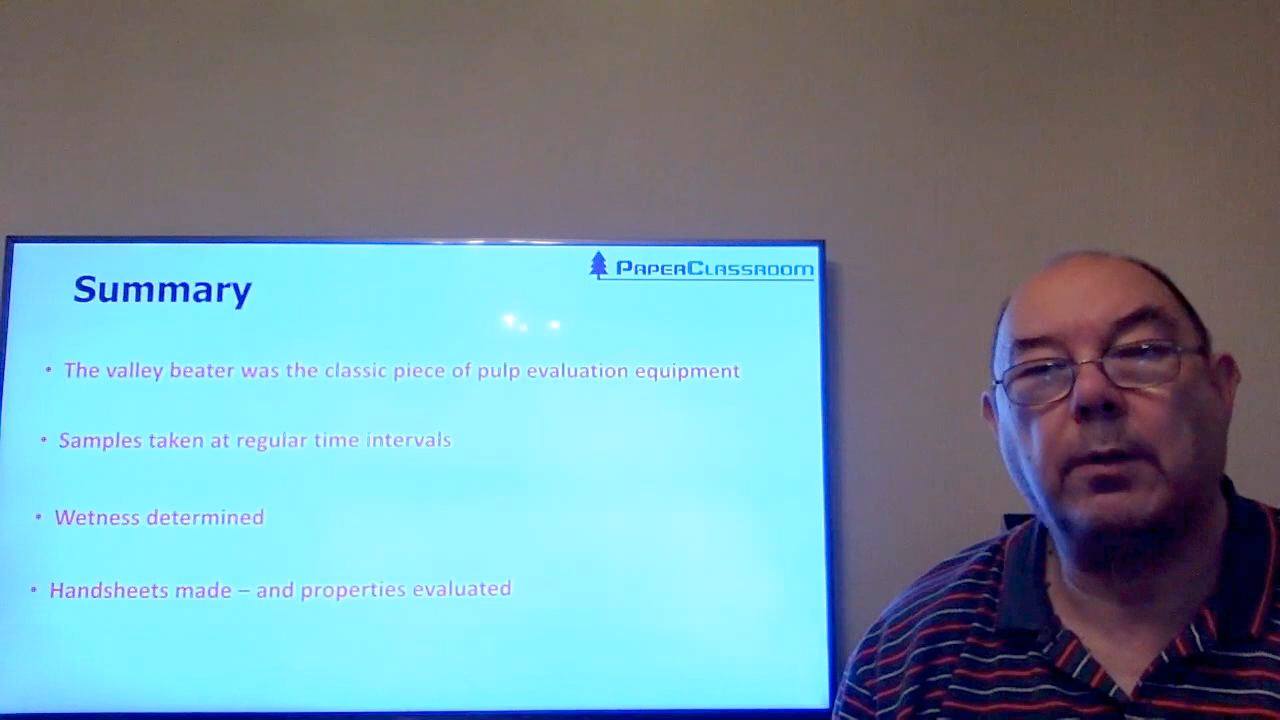 PAPERCLASSROOM
Summary
• The valley beater was the classic piece of pulp evaluation equipment
• Samples taken at regular time intervals
• Wetness determined
• Handsheets made – and properties evaluated